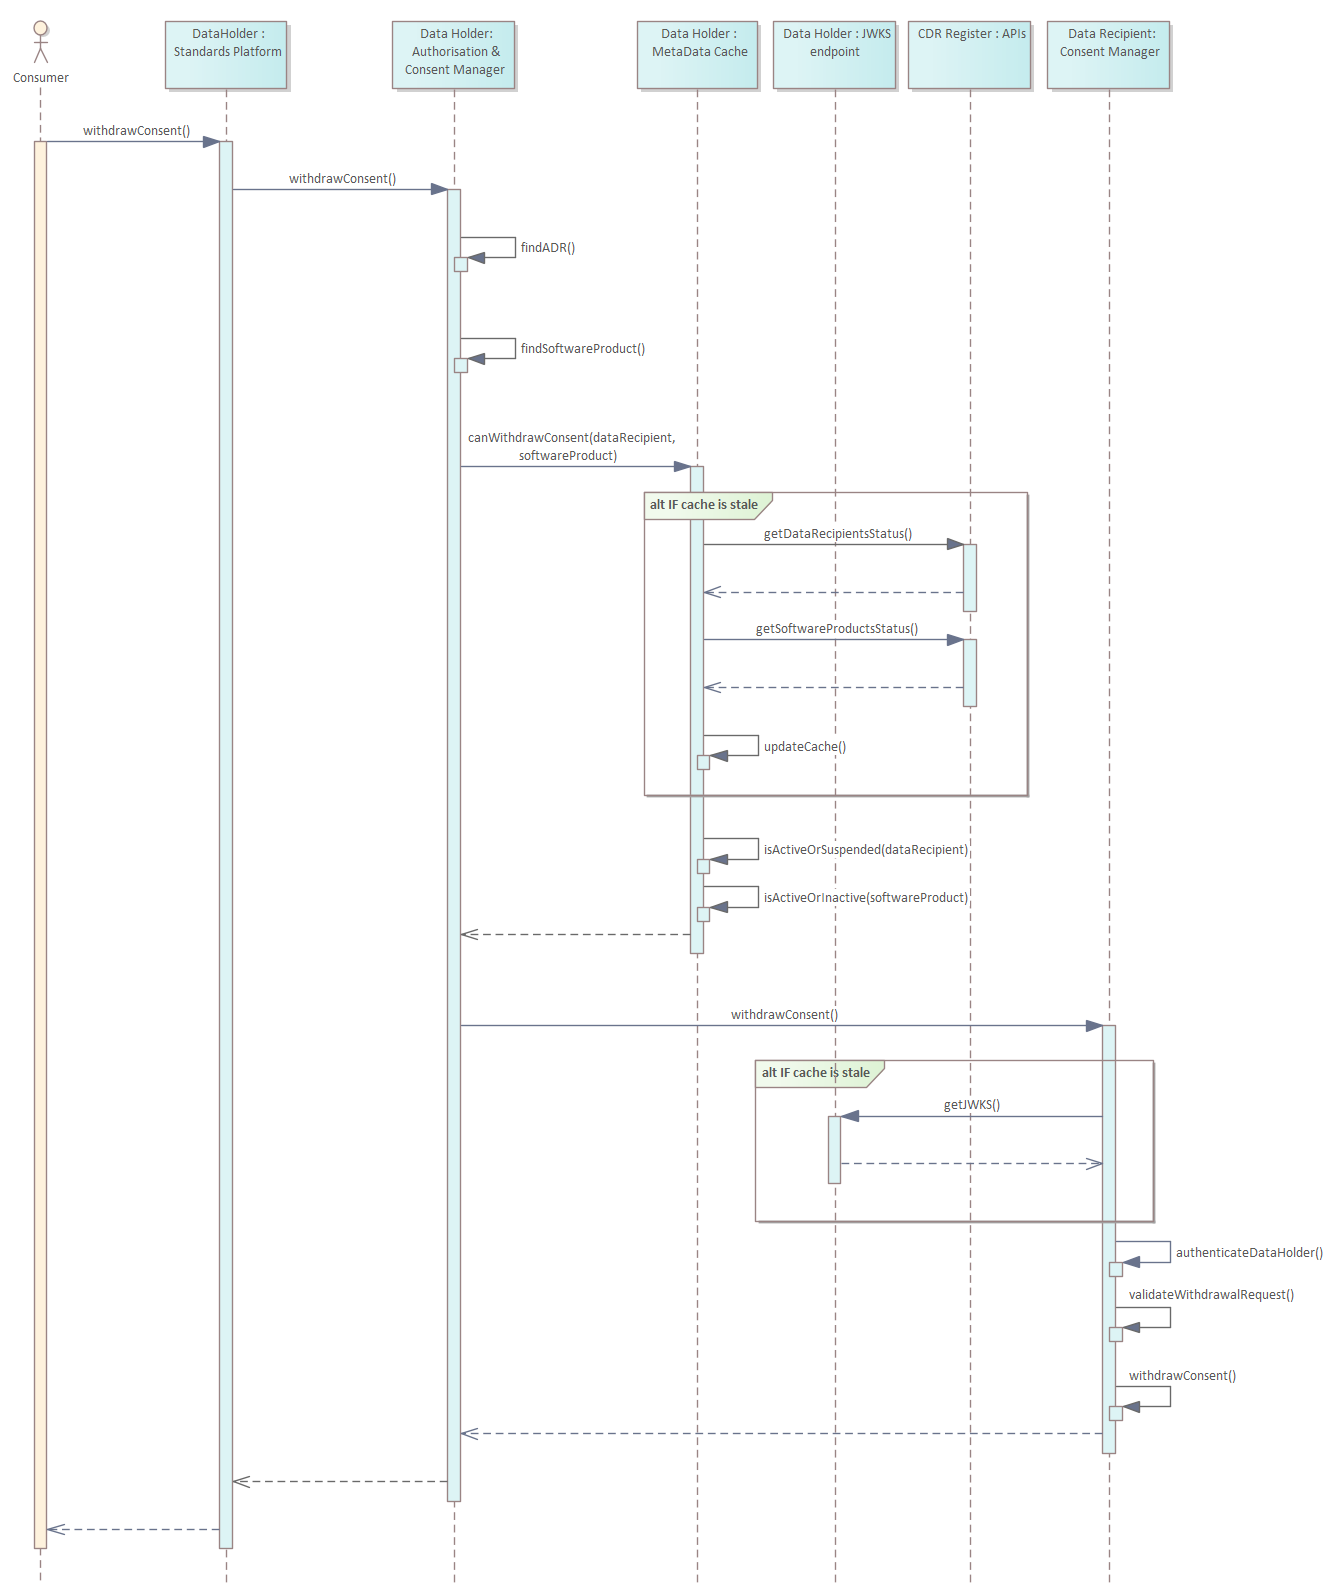 Consumer
DataHolder :
Standards Platform
Data Holder:
Authorisation &
Consent Manager
Data Holder :
MetaData Cache
Data Holder : JWKS
endpoint
CDR Register : APIs
Data Recipient:
Consent Manager
withdrawConsent()
withdrawConsent()
findADR()
findSoftwareProduct()
canWithdrawConsent(dataRecipient,
softwareProduct)
alt IF cache is stale
getDataRecipientsStatus()
getSoftwareProductsStatus()
updateCache()
isActiveOrSuspended(dataRecipient)
isActiveOrInactive(softwareProduct)
withdrawConsent()
alt IF cache is stale
getJWKS()
authenticateDataHolder()
validateWithdrawalRequest()
withdrawConsent()